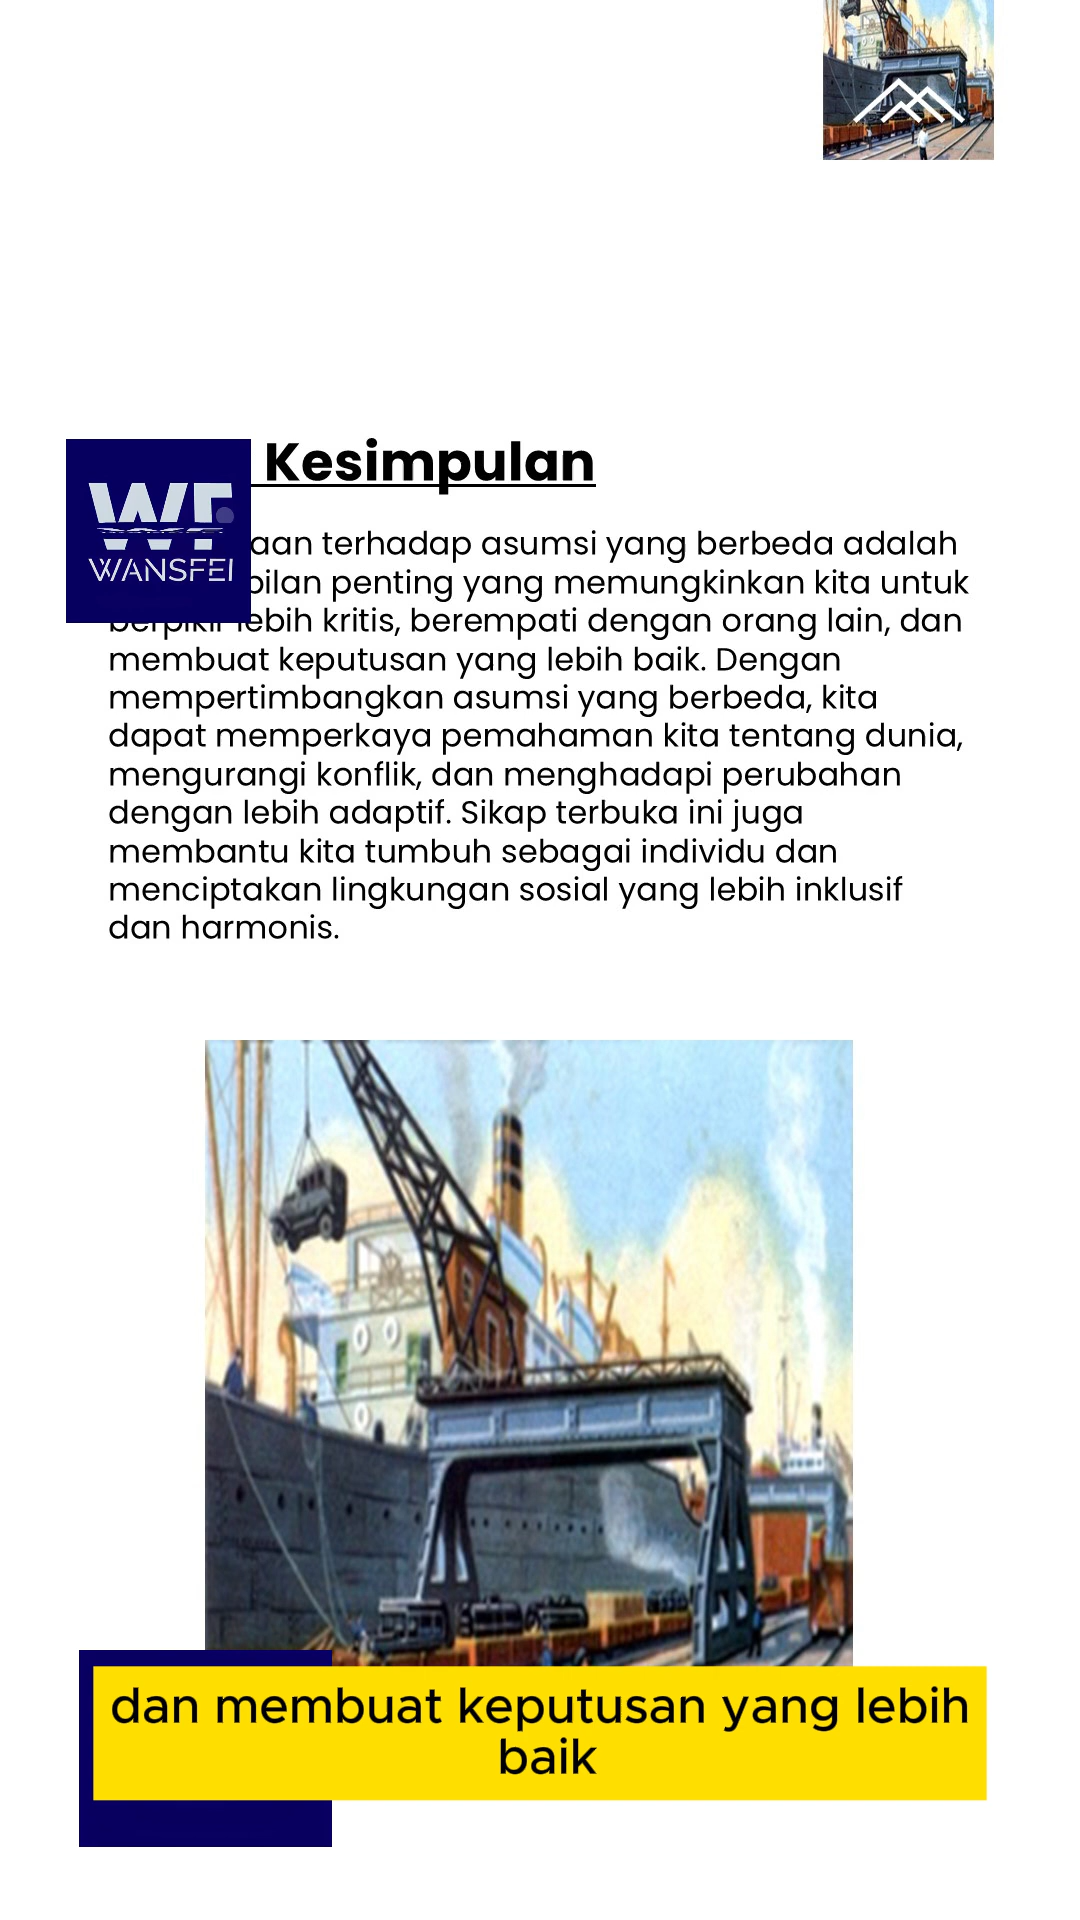 Kesimpulan
WF
WANSFEI
terhadap asumsi yang berbeda adalah
penting yang memungkinkan kita untuk
berpikir lebih kritis, berempati dengan orang lain, dan
membuat keputusan yang lebih baik. Dengan
mempertimbangkan asumsi yang berbeda, kita
dapat memperkaya pemahaman kita tentang dunia,
mengurangi konflik, dan menghadapi perubahan
dengan lebih adaptif. Sikap terbuka ini juga
membantu kita tumbuh sebagai individu dan
menciptakan lingkungan sosial yang lebih inklusif
dan harmonis.
dan membuat keputusan yang lebih
baik